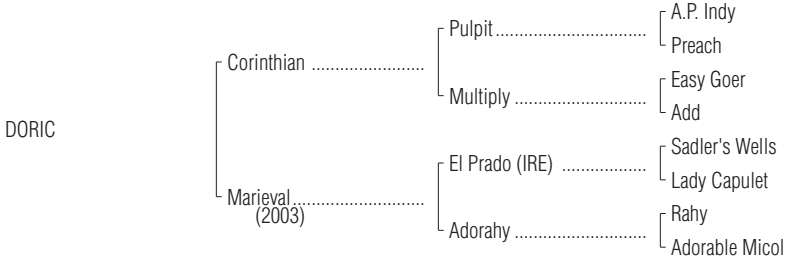 A.P. Indy
Pulpit................................
Preach
Corinthian ........................
Easy Goer
Multiply ............................
Add
DORIC
Sadler's Wells
El Prado (IRE) ..................
Lady Capulet
Marieval............................
(2003)
Rahy
Adorahy ............................
Adorable Micol